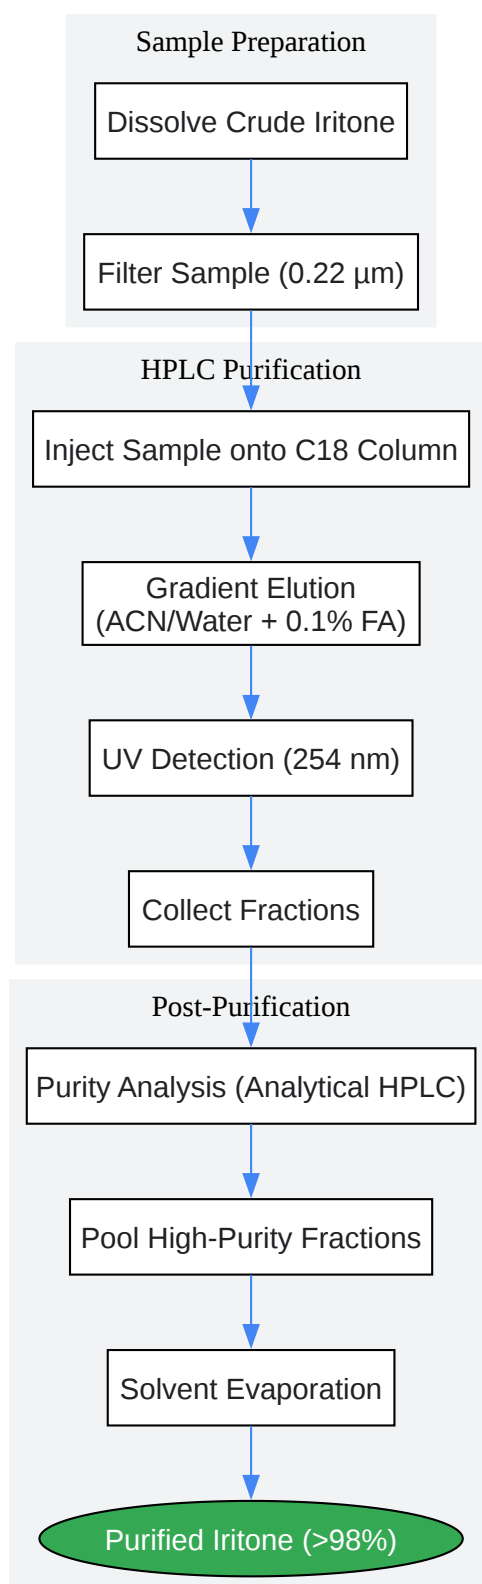 Sample Preparation
Dissolve Crude Iritone
Filter Sample (0.22 µm)
HPLC Purification
Inject Sample onto C18 Column
Gradient Elution
(ACN/Water + 0.1% FA)
UV Detection (254 nm)
Collect Fractions
Post-Purification
Purity Analysis (Analytical HPLC)
Pool High-Purity Fractions
Solvent Evaporation
Purified Iritone (>98%)